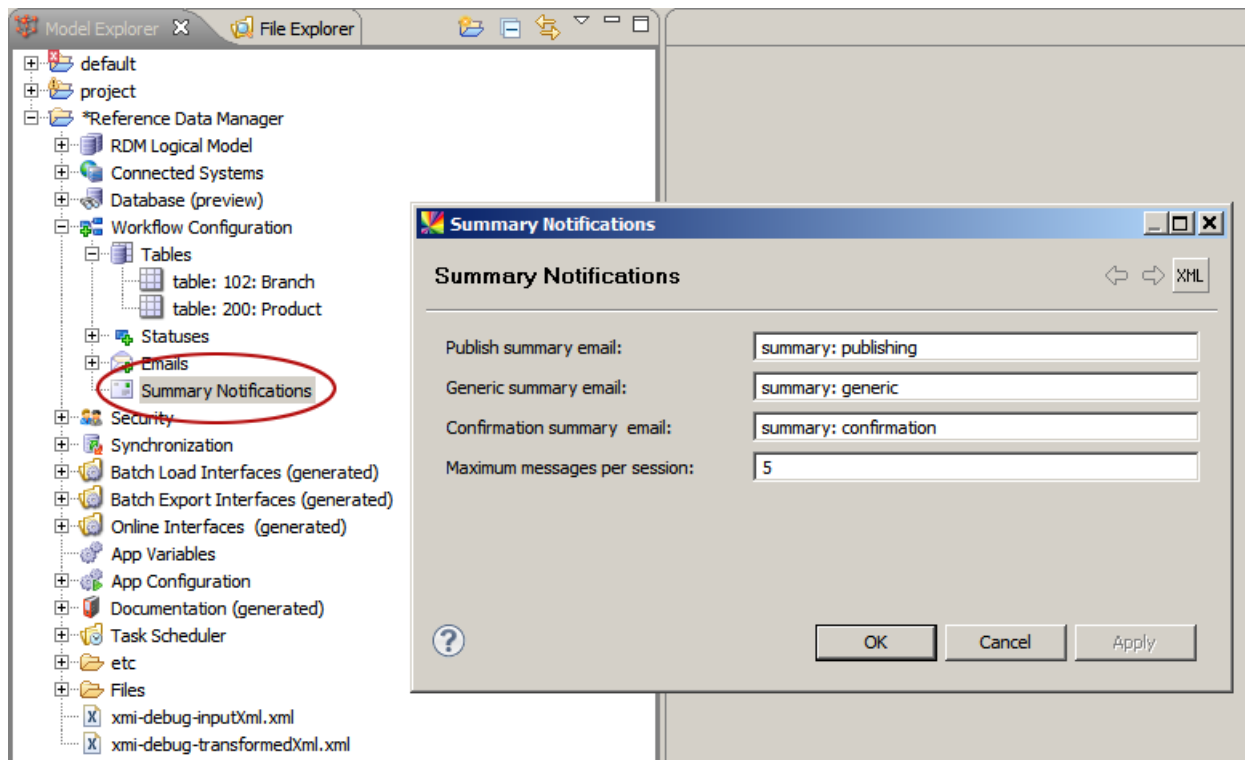 Model Explorer
File Explorer
default
project
*Reference Data Manager
RDM Logical Model
Connected Systems
Database (preview)
Workflow Configuration
Tables
table: 102: Branch
table: 200: Product
Statuses
Emails
Summary Notifications
Security
Synchronization
Batch Load Interfaces (generated)
Batch Export Interfaces (generated)
Online Interfaces (generated)
App Variables
App Configuration
Documentation (generated)
Task Scheduler
etc
Files
xmi-debug-inputXml.xml
xmi-debug-transformedXml.xml
Summary Notifications
Summary Notifications
XML
Publish summary email: summary: publishing
Generic summary email: summary: generic
Confirmation summary email: summary: confirmation
Maximum messages per session: 5
? OK Cancel Apply